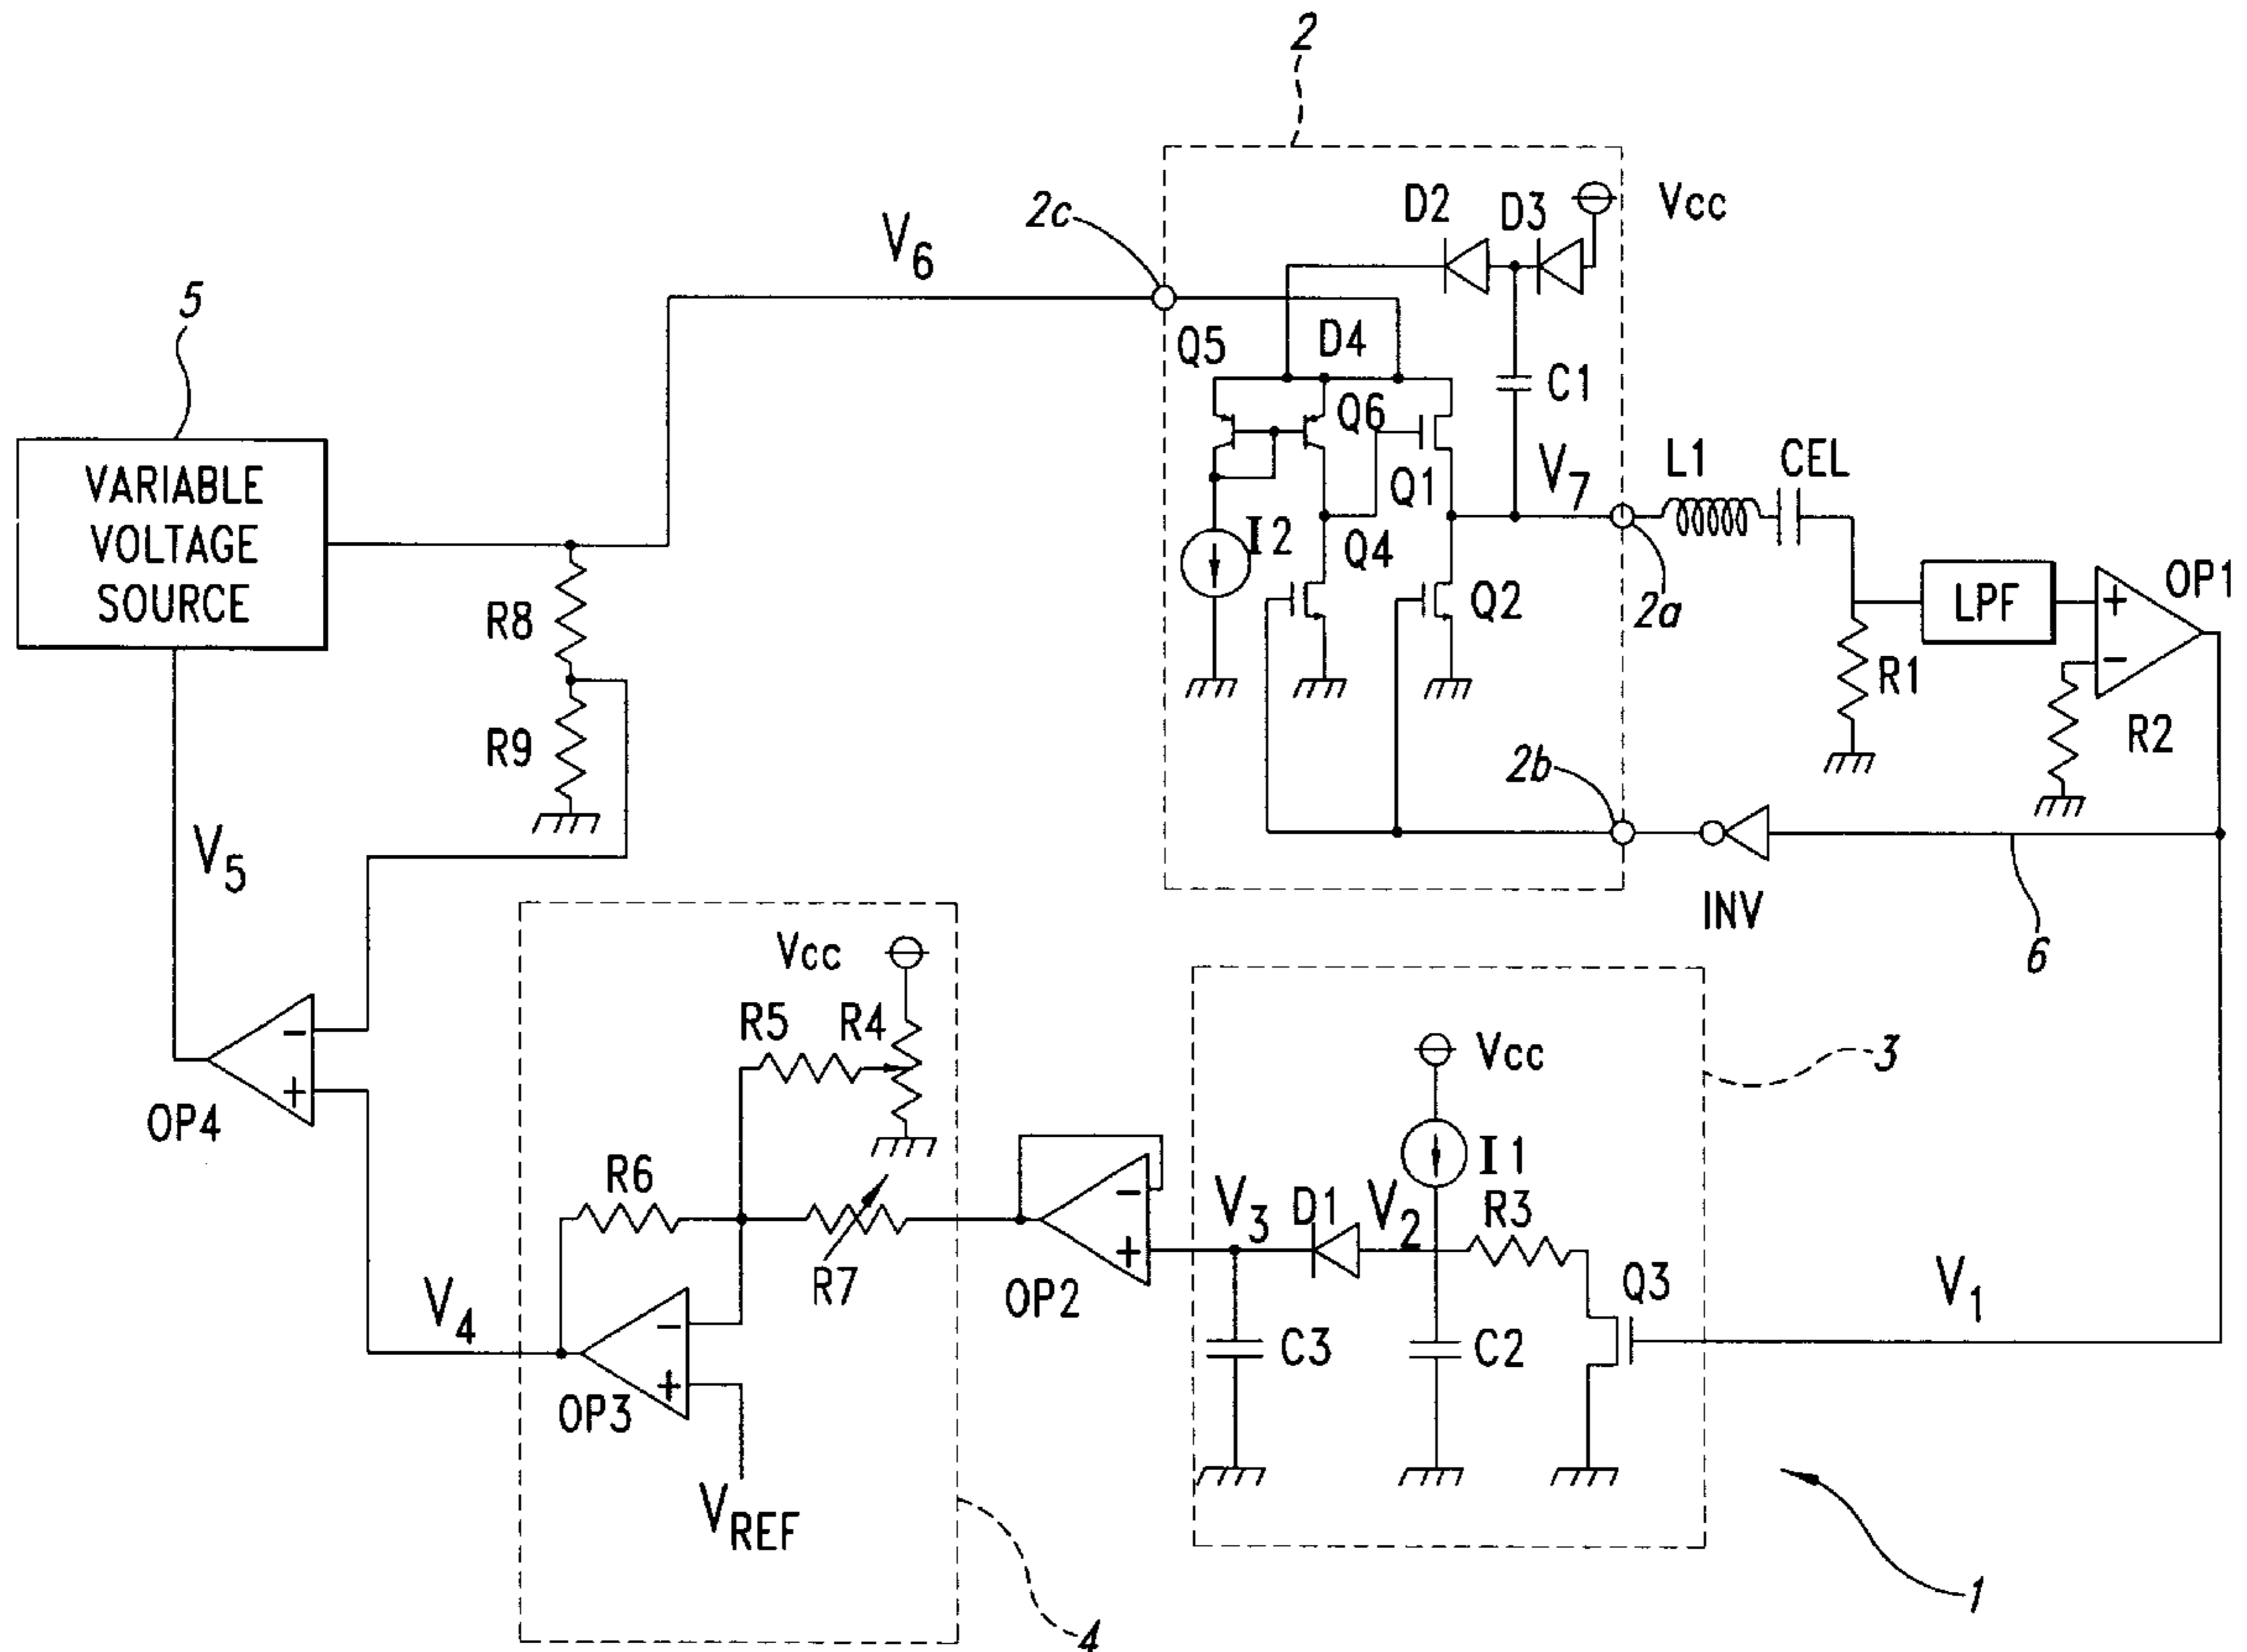 2
D2
D3
Vcc
2c
V6
5
Q5
D4
C1
Q6
VARIABLE
VOLTAGE
SOURCE
L1
CEL
Q1
V7
I2
Q4
OP1
R8
Q2
2a
LPF
+
−
R1
R2
R9
2b
V5
INV
6
Vcc
R5
R4
−
+
Vcc
3
OP4
I1
R6
−
V3
D1
V2
R3
+
R7
OP2
Q3
V1
V4
−
C3
C2
+
OP3
VREF
1
4